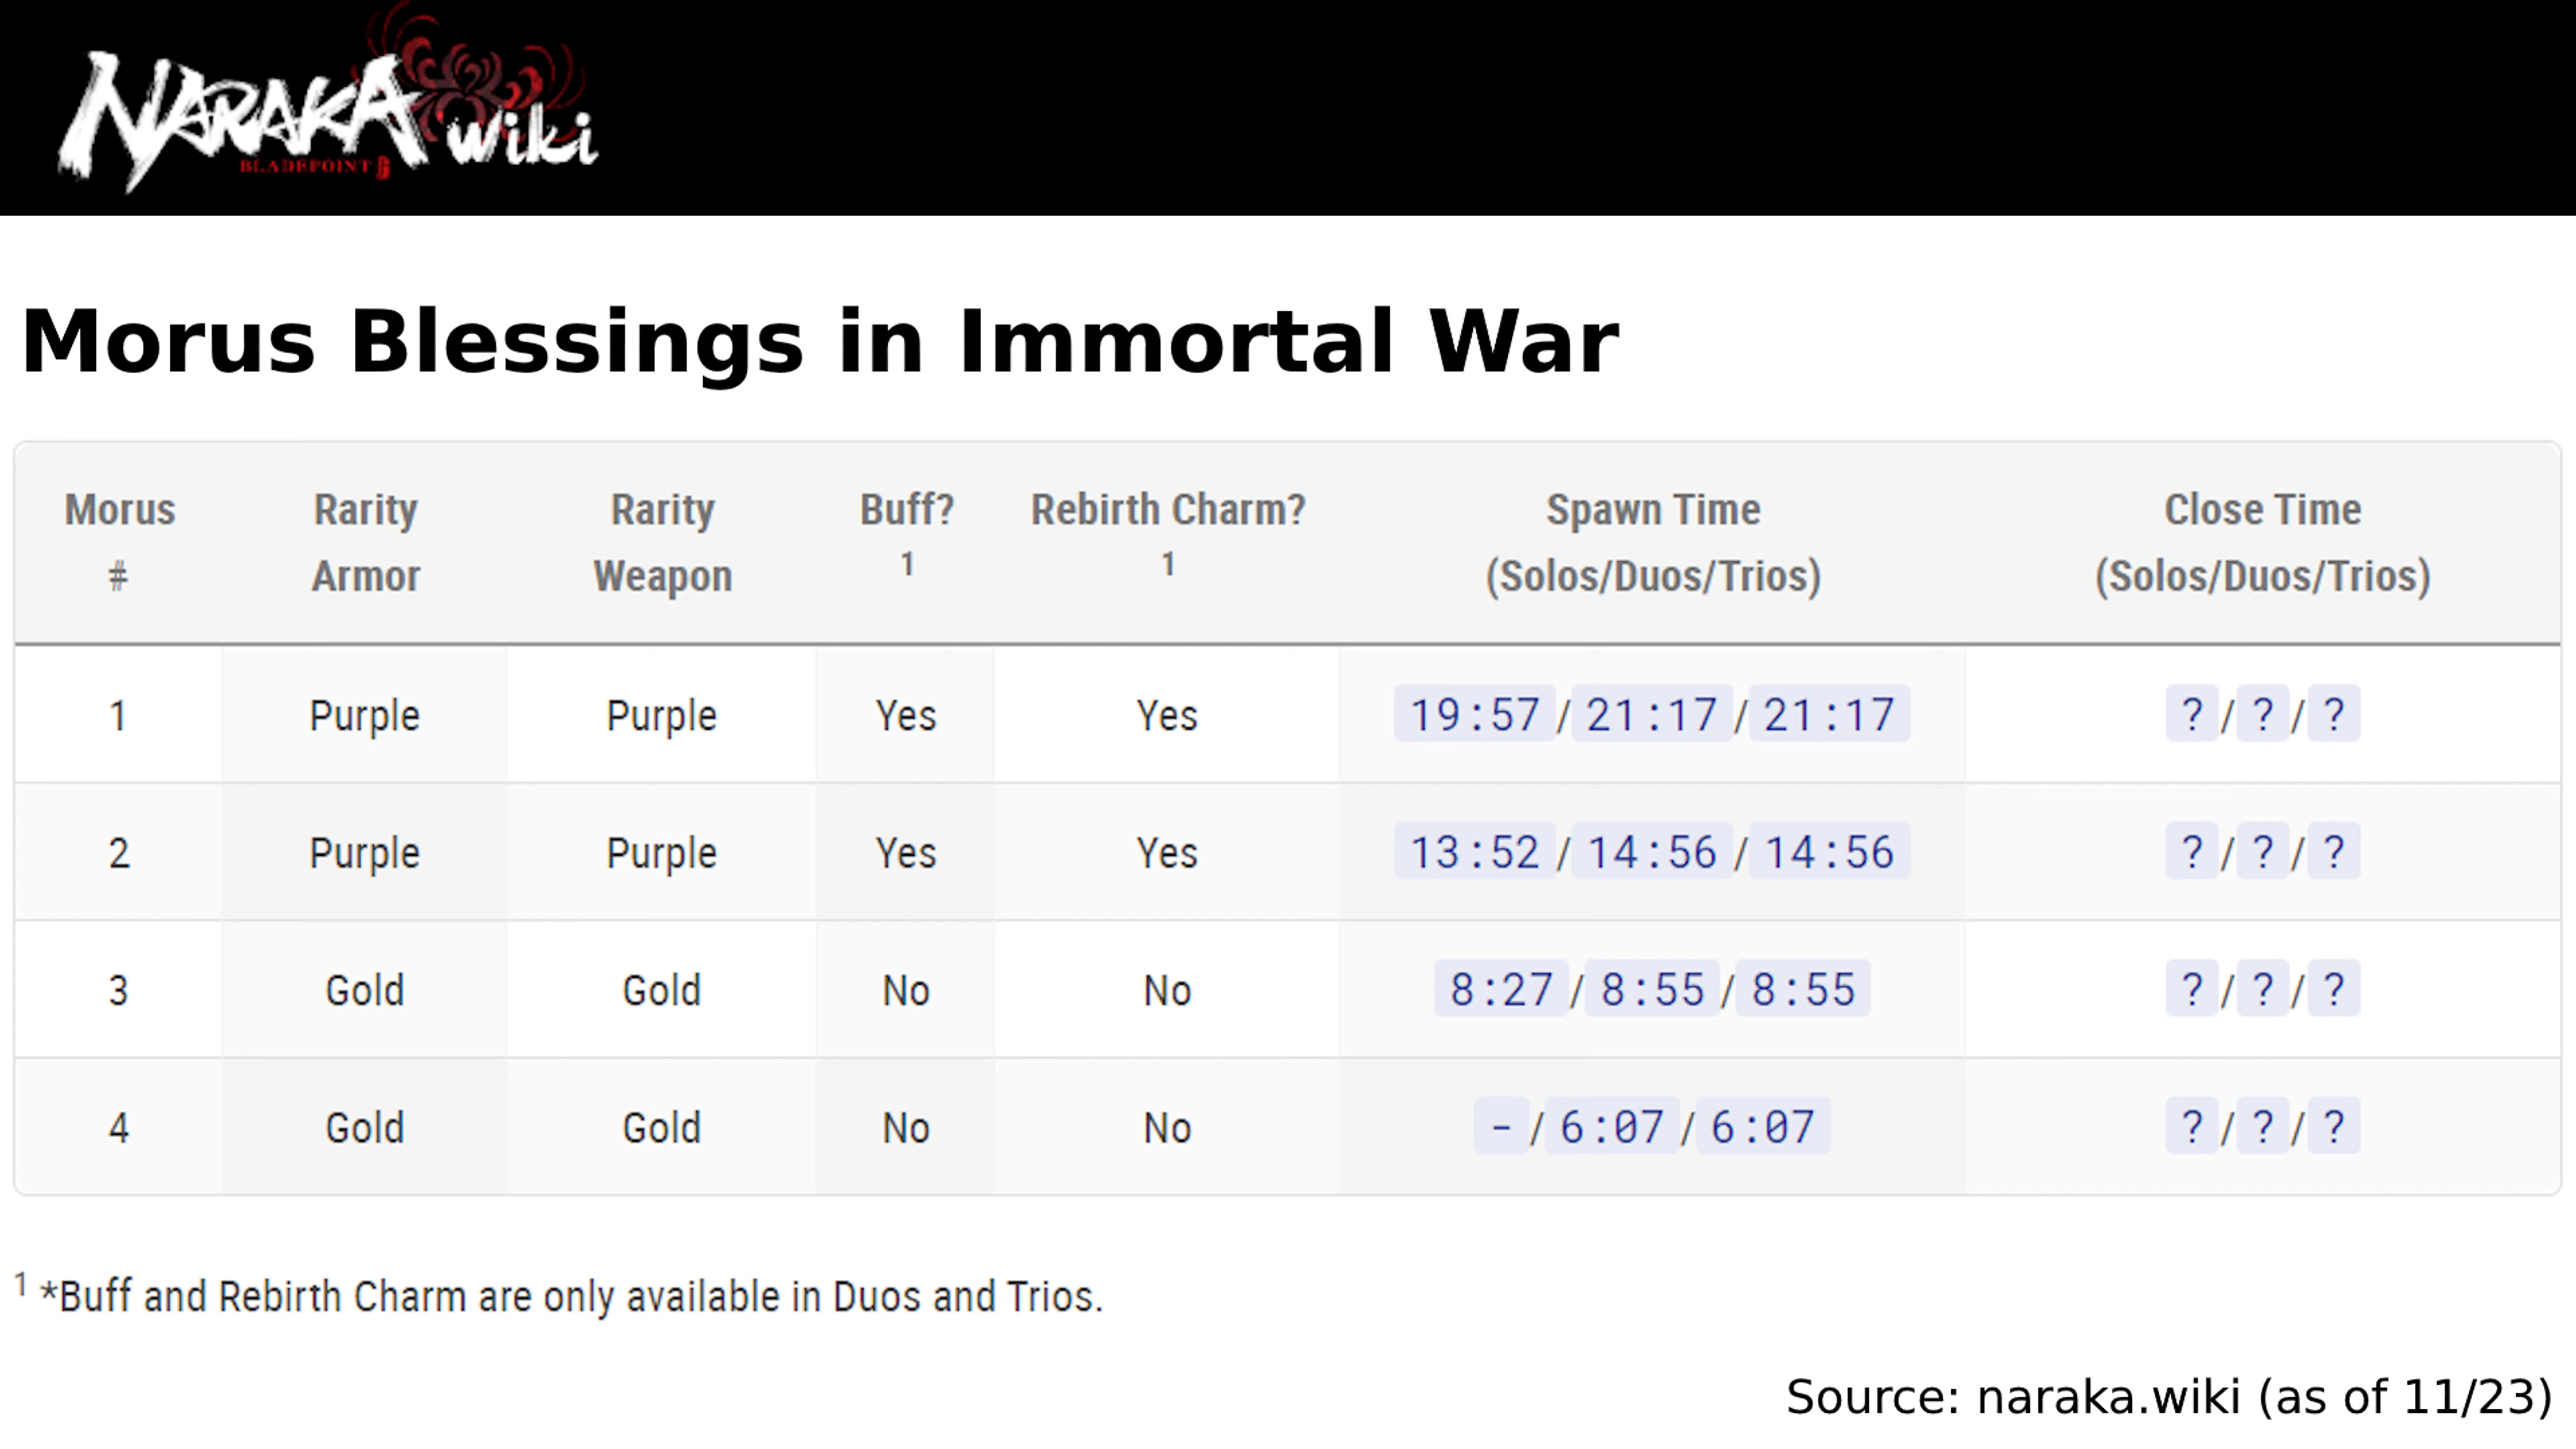 NARAKA wiki
BLADEPOINT
Morus Blessings in Immortal War
Morus # Rarity Armor Rarity Weapon Buff? 1 Rebirth Charm? 1 Spawn Time (Solos/Duos/Trios) Close Time (Solos/Duos/Trios)
1 Purple Purple Yes Yes 19:57/21:17/21:17 ?/?/?
2 Purple Purple Yes Yes 13:52/14:56/14:56 ?/?/?
3 Gold Gold No No 8:27/8:55/8:55 ?/?/?
4 Gold Gold No No -/6:07/6:07 ?/?/?
1 *Buff and Rebirth Charm are only available in Duos and Trios.
Source: naraka.wiki (as of 11/23)